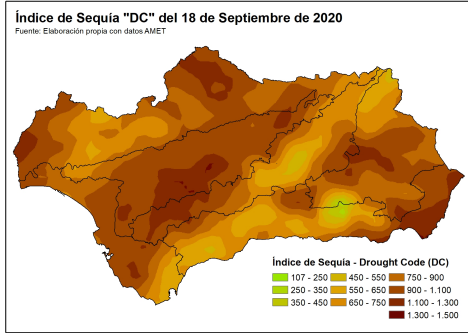 Índice de Sequía "DC" del 18 de Septiembre de 2020
Fuente: Elaboración propia con datos AMET
Índice de Sequía - Drought Code (DC)
107 - 250 450 - 550 750 - 900
250 - 350 550 - 650 900 - 1.100
350 - 450 650 - 750 1.100 - 1.300
1.300 - 1.500